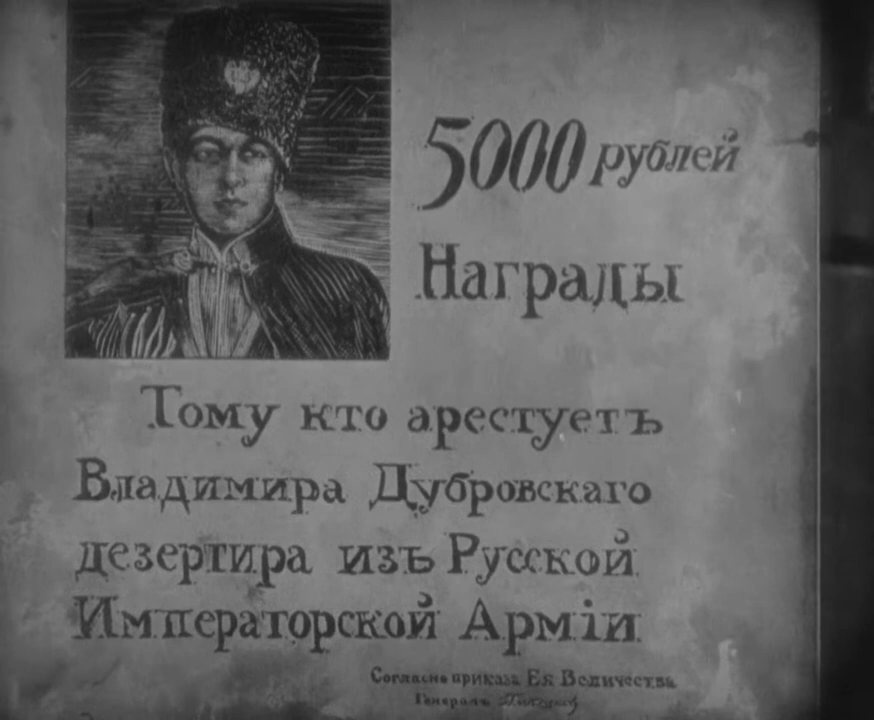 5000 рублей
Награды
Тому кто арестуетъ
Владимира Дубровскаго
дезертира изъ Русской
Императорской Армiи
Согласно приказа Ея Величества
Генералъ